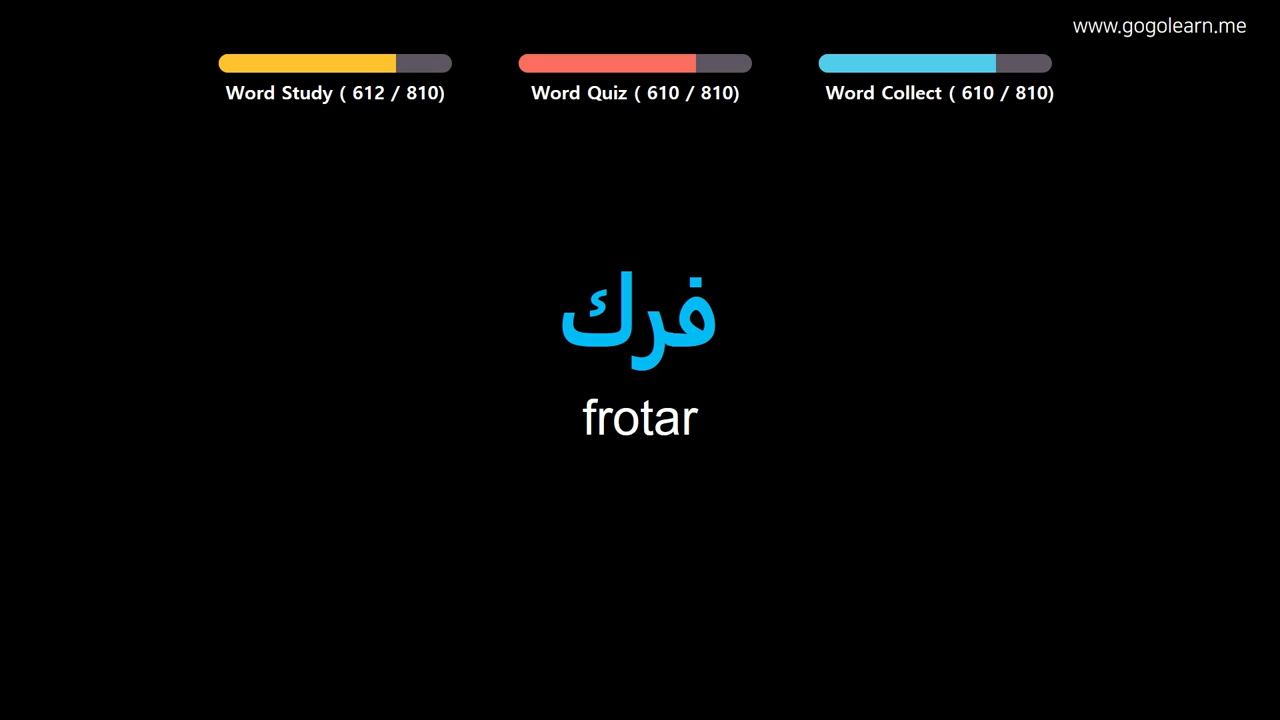 www.gogolearn.me
Word Study ( 612 / 810)
Word Quiz ( 610 / 810)
Word Collect ( 610 / 810)
فرك
frotar